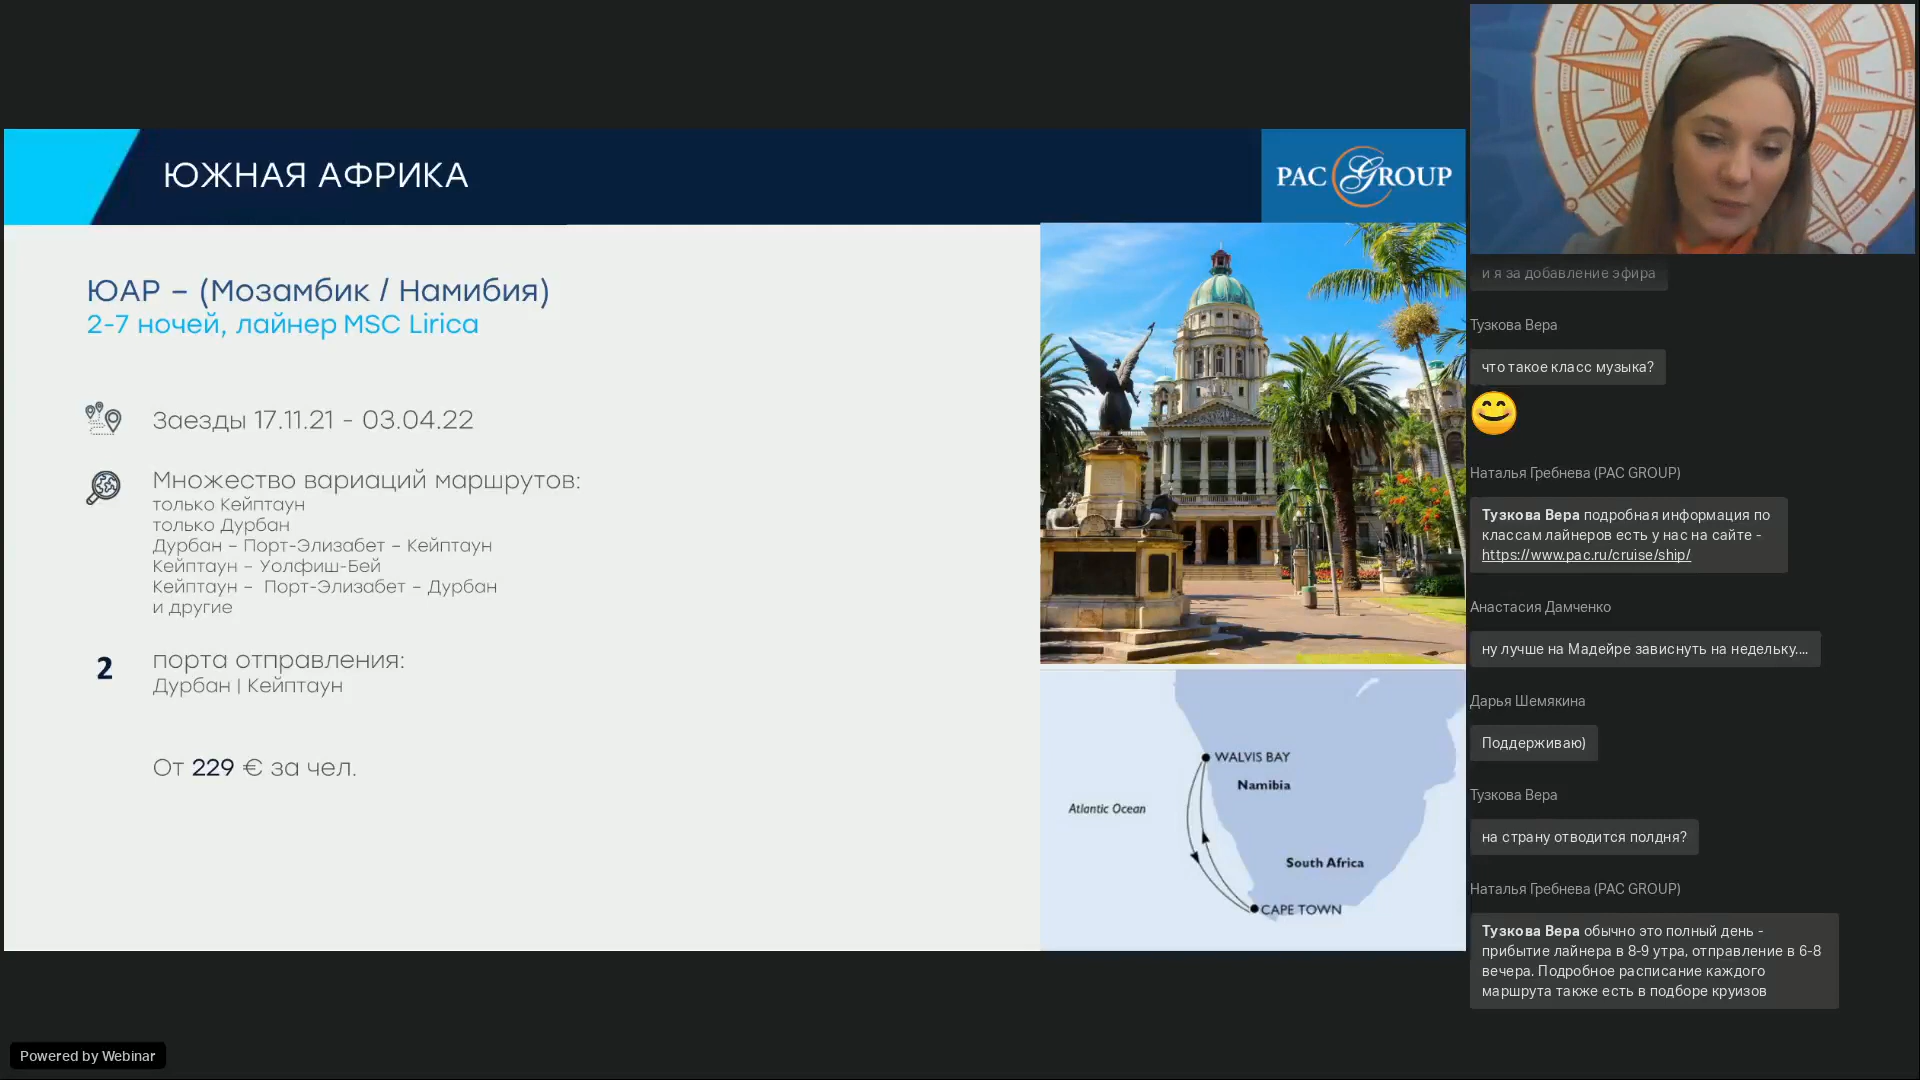 ЮЖНАЯ АФРИКА
PAC GROUP
ЮАР – (Мозамбик / Намибия)
2-7 ночей, лайнер MSC Lirica
Заезды 17.11.21 - 03.04.22
Множество вариаций маршрутов:
только Кейптаун
только Дурбан
Дурбан – Порт-Элизабет – Кейптаун
Кейптаун – Уолфиш-Бей
Кейптаун – Порт-Элизабет – Дурбан
и другие
2 порта отправления:
Дурбан | Кейптаун
От 229 € за чел.
WALVIS BAY
Namibia
Atlantic Ocean
South Africa
CAPE TOWN
и я за добавление эфира
Тузкова Вера
что такое класс музыка?
Наталья Гребнева (PAC GROUP)
Тузкова Вера подробная информация по
классам лайнеров есть у нас на сайте -
https://www.pac.ru/cruise/ship/
Анастасия Дамченко
ну лучше на Мадейре зависнуть на недельку....
Дарья Шемякина
Поддерживаю)
Тузкова Вера
на страну отводится полдня?
Наталья Гребнева (PAC GROUP)
Тузкова Вера обычно это полный день -
прибытие лайнера в 8-9 утра, отправление в 6-8
вечера. Подробное расписание каждого
маршрута также есть в подборе круизов
Powered by Webinar